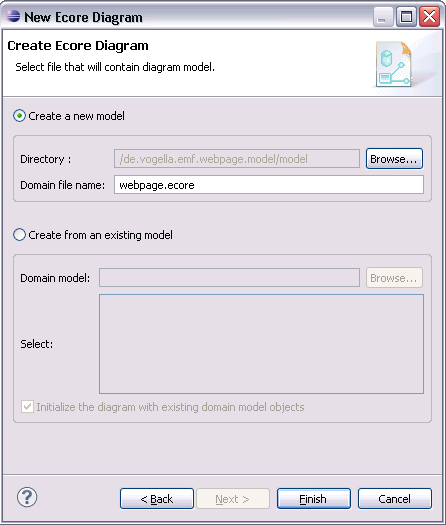 New Ecore Diagram
Create Ecore Diagram
Select file that will contain diagram model.
Create a new model
Directory : /de.vogella.emf.webpage.model/model Browse...
Domain file name: webpage.ecore
Create from an existing model
Domain model: Browse...
Select:
Initialize the diagram with existing domain model objects
? < Back Next > Finish Cancel